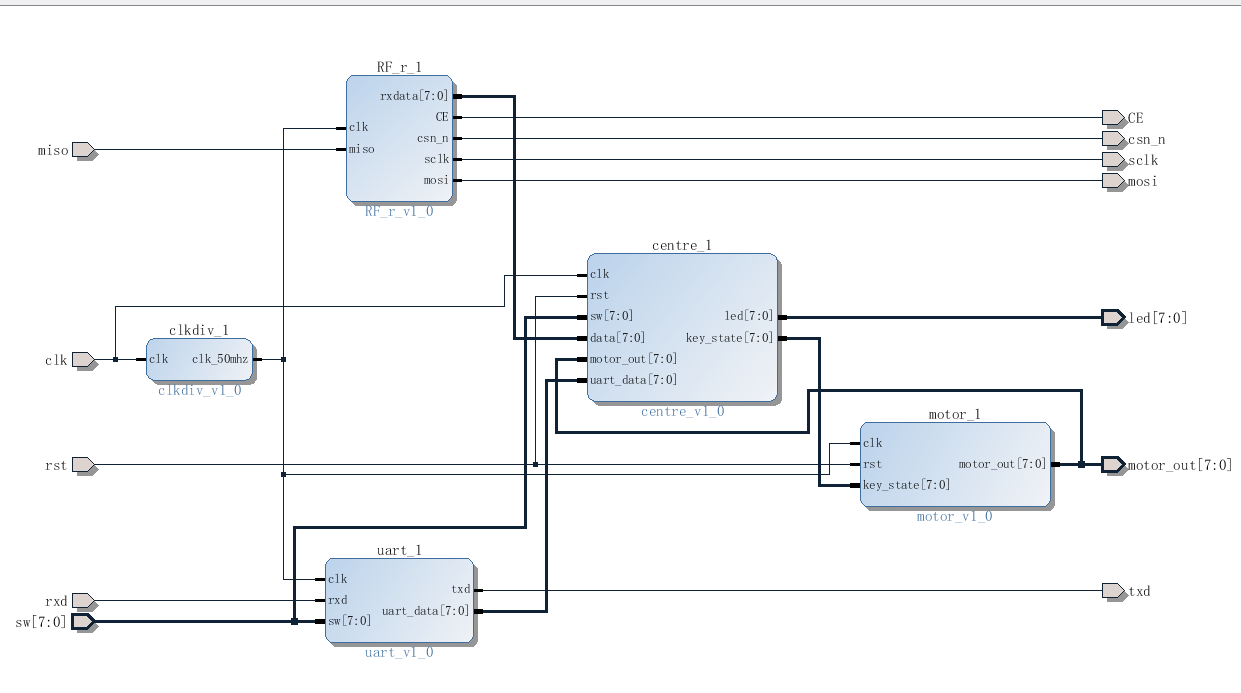 RF_r_1
rxdata[7:0]
CE
clk
csn_n
miso
sclk
mosi
RF_r_v1_0
miso
CE
csn_n
sclk
mosi
centre_1
clk
rst
sw[7:0]
led[7:0]
data[7:0]
key_state[7:0]
motor_out[7:0]
uart_data[7:0]
centre_v1_0
led[7:0]
clkdiv_1
clk
clk
clk_50mhz
clkdiv_v1_0
motor_1
clk
rst
motor_out[7:0]
key_state[7:0]
motor_v1_0
motor_out[7:0]
rst
uart_1
clk
txd
rxd
uart_data[7:0]
sw[7:0]
uart_v1_0
rxd
sw[7:0]
txd